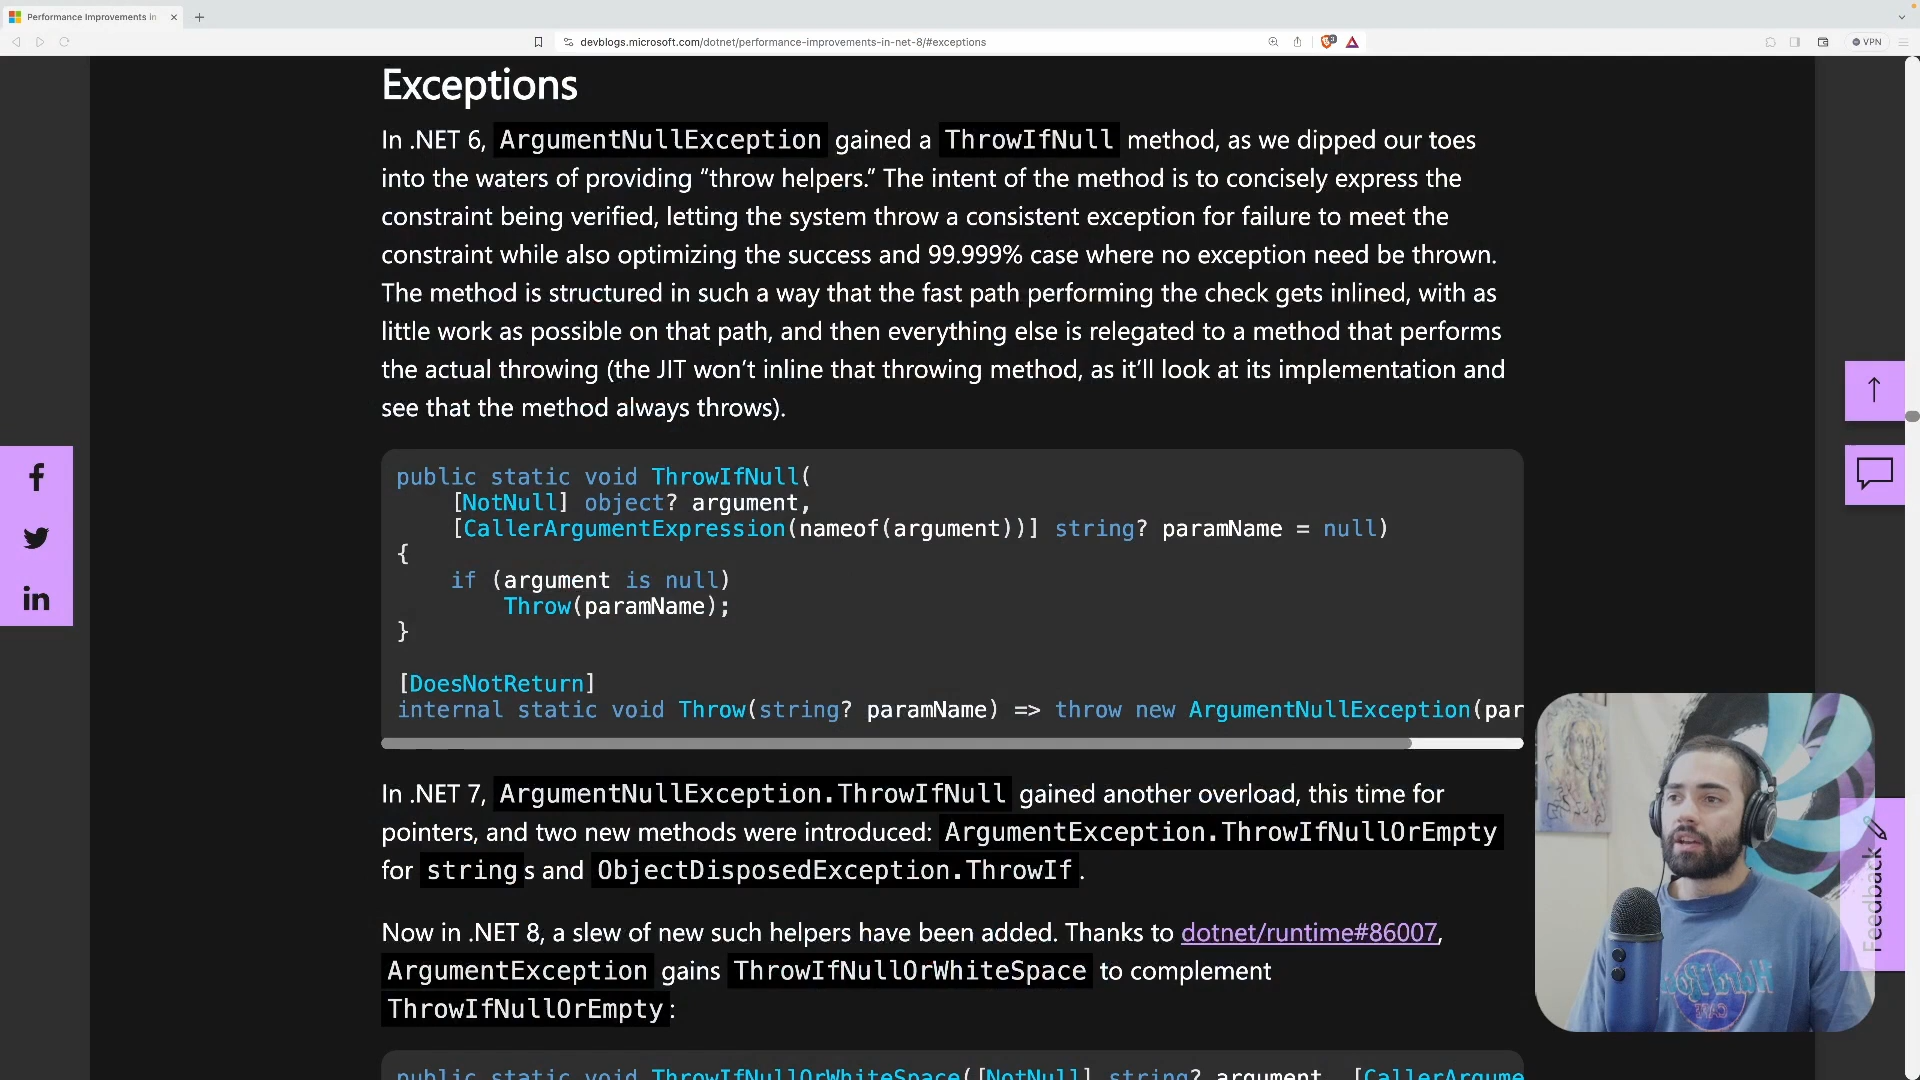 Performance Improvements in
devblogs.microsoft.com/dotnet/performance-improvements-in-net-8/#exceptions
3
VPN
Exceptions
In .NET 6, ArgumentNullException gained a ThrowIfNull method, as we dipped our toes
into the waters of providing “throw helpers.” The intent of the method is to concisely express the
constraint being verified, letting the system throw a consistent exception for failure to meet the
constraint while also optimizing the success and 99.999% case where no exception need be thrown.
The method is structured in such a way that the fast path performing the check gets inlined, with as
little work as possible on that path, and then everything else is relegated to a method that performs
the actual throwing (the JIT won’t inline that throwing method, as it’ll look at its implementation and
see that the method always throws).
public static void ThrowIfNull(
[NotNull] object? argument,
[CallerArgumentExpression(nameof(argument))] string? paramName = null)
{
if (argument is null)
Throw(paramName);
}
[DoesNotReturn]
internal static void Throw(string? paramName) => throw new ArgumentNullException(par
In .NET 7, ArgumentNullException.ThrowIfNull gained another overload, this time for
pointers, and two new methods were introduced: ArgumentException.ThrowIfNullOrEmpty
for strings and ObjectDisposedException.ThrowIf.
Now in .NET 8, a slew of new such helpers have been added. Thanks to dotnet/runtime#86007,
ArgumentException gains ThrowIfNullOrWhiteSpace to complement
ThrowIfNullOrEmpty:
public static void ThrowIfNullOrWhiteSpace([NotNull] string? argument, [CallerArgume
Feedback